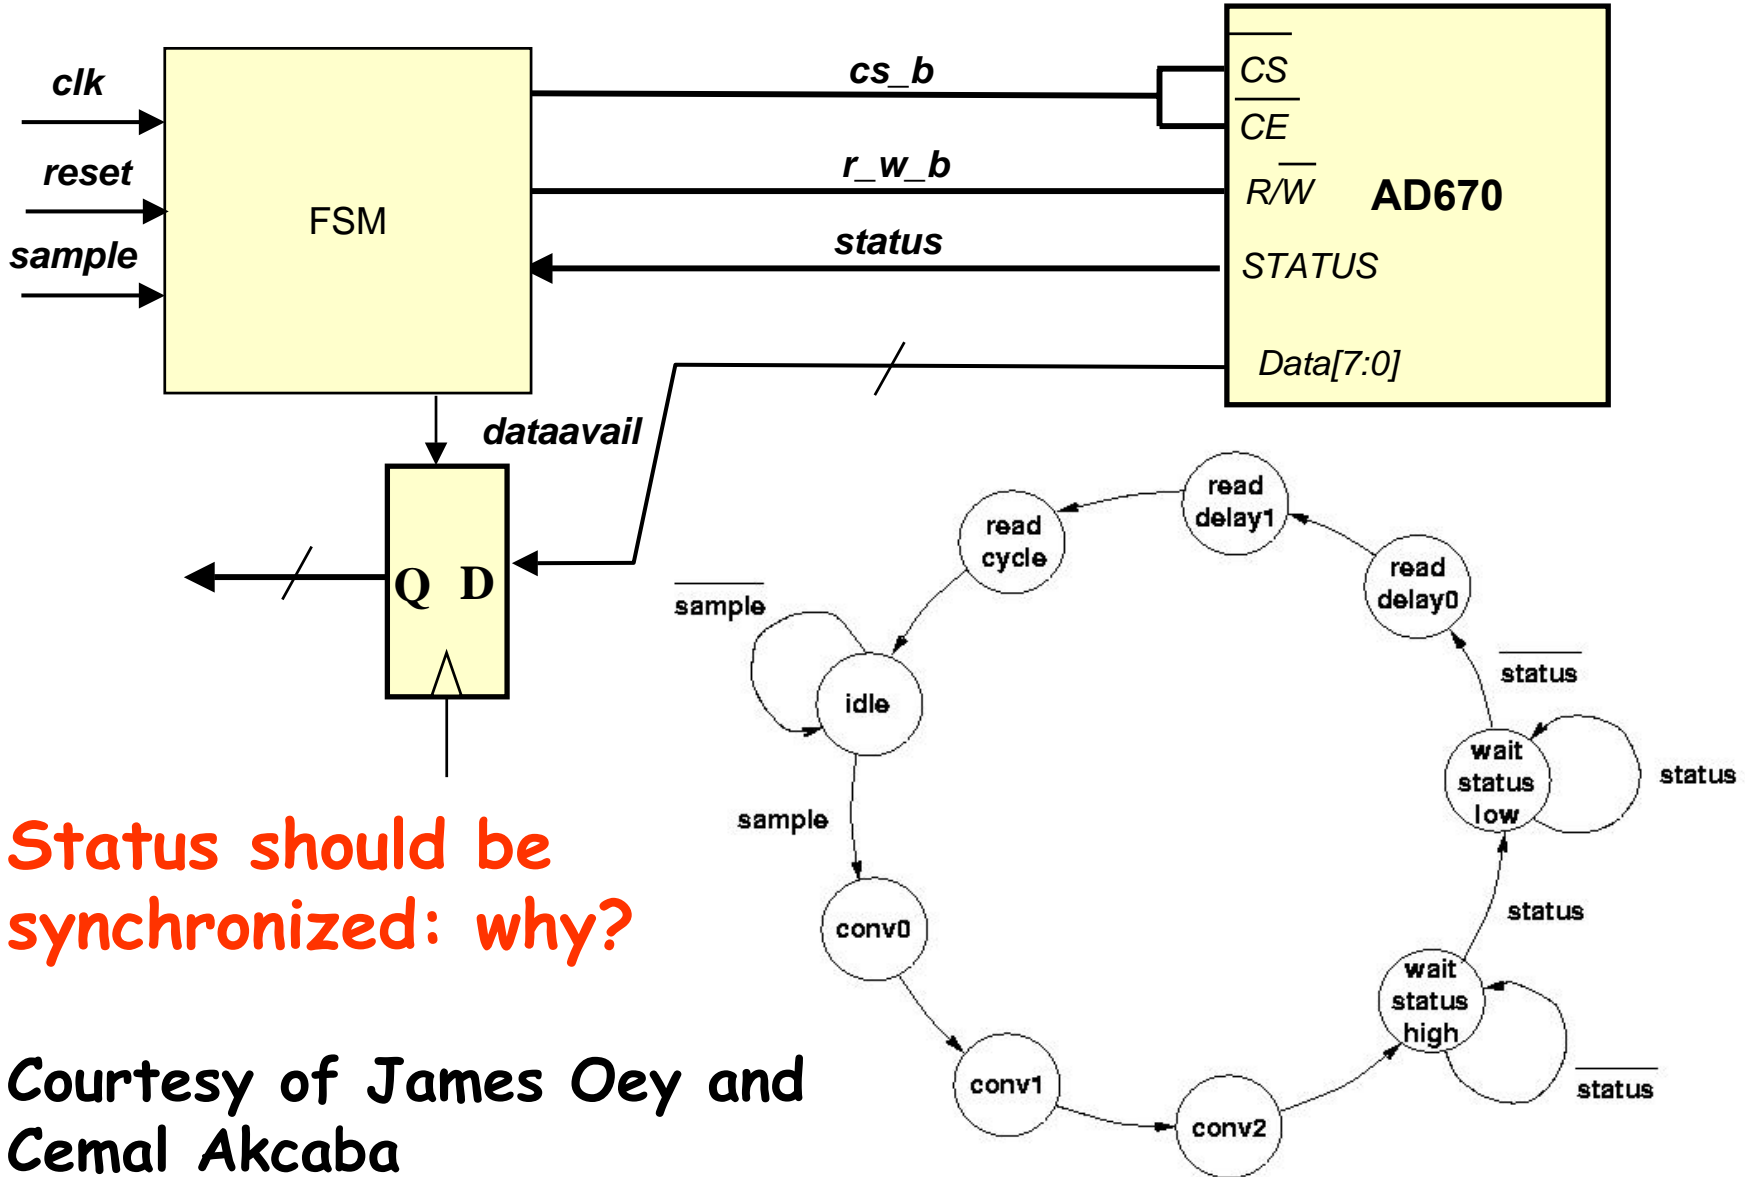 clk
reset
sample
FSM
cs_b
r_w_b
status
dataavail
CS
CE
R/W
STATUS
Data[7:0]
AD670
Q D
read
delay1
read
cycle
read
delay0
sample
idle
status
wait
status
low
status
sample
status
conv0
wait
status
high
status
conv1
conv2
Status should be
synchronized: why?
Courtesy of James Oey and
Cemal Akcaba